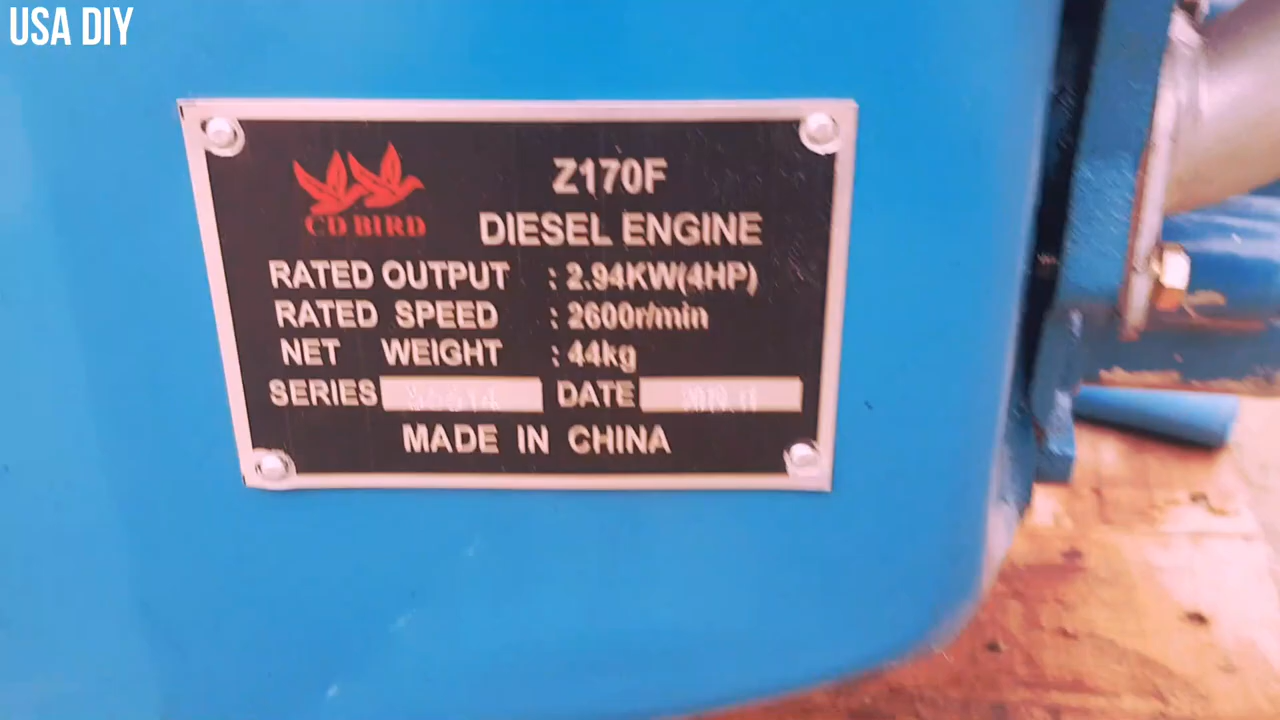 USA DIY
CD BIRD
Z170F
DIESEL ENGINE
RATED OUTPUT : 2.94KW(4HP)
RATED SPEED : 2600r/min
NET WEIGHT : 44kg
SERIES DATE
MADE IN CHINA